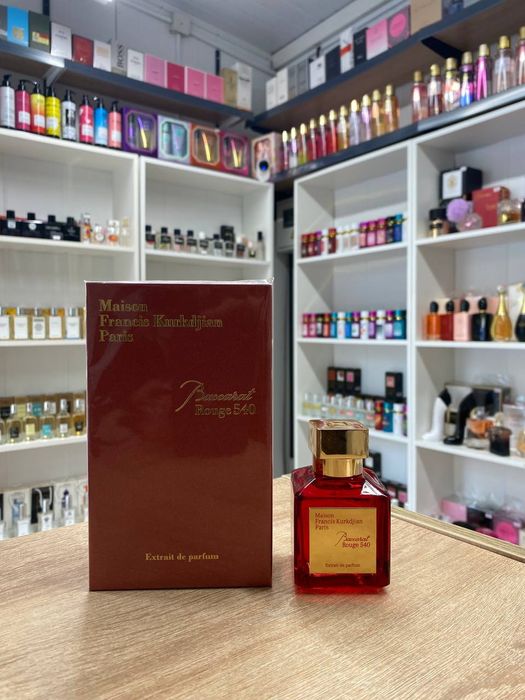 BOSS
Maison
Francis Kurkdjian
Paris
Baccarat
Rouge 540
Extrait de parfum
Maison
Francis Kurkdjian
Paris
Baccarat
Rouge 540
Extrait de parfum